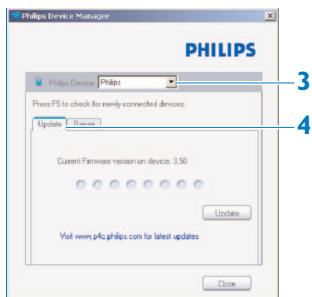 Philips Device Manager
PHILIPS
Philips Device Philips
3
Press F5 to check for newly connected devices.
Update Repair
4
Current Firmware version on device: 3.50
Update
Visit www.p4c.philips.com for latest updates
Close